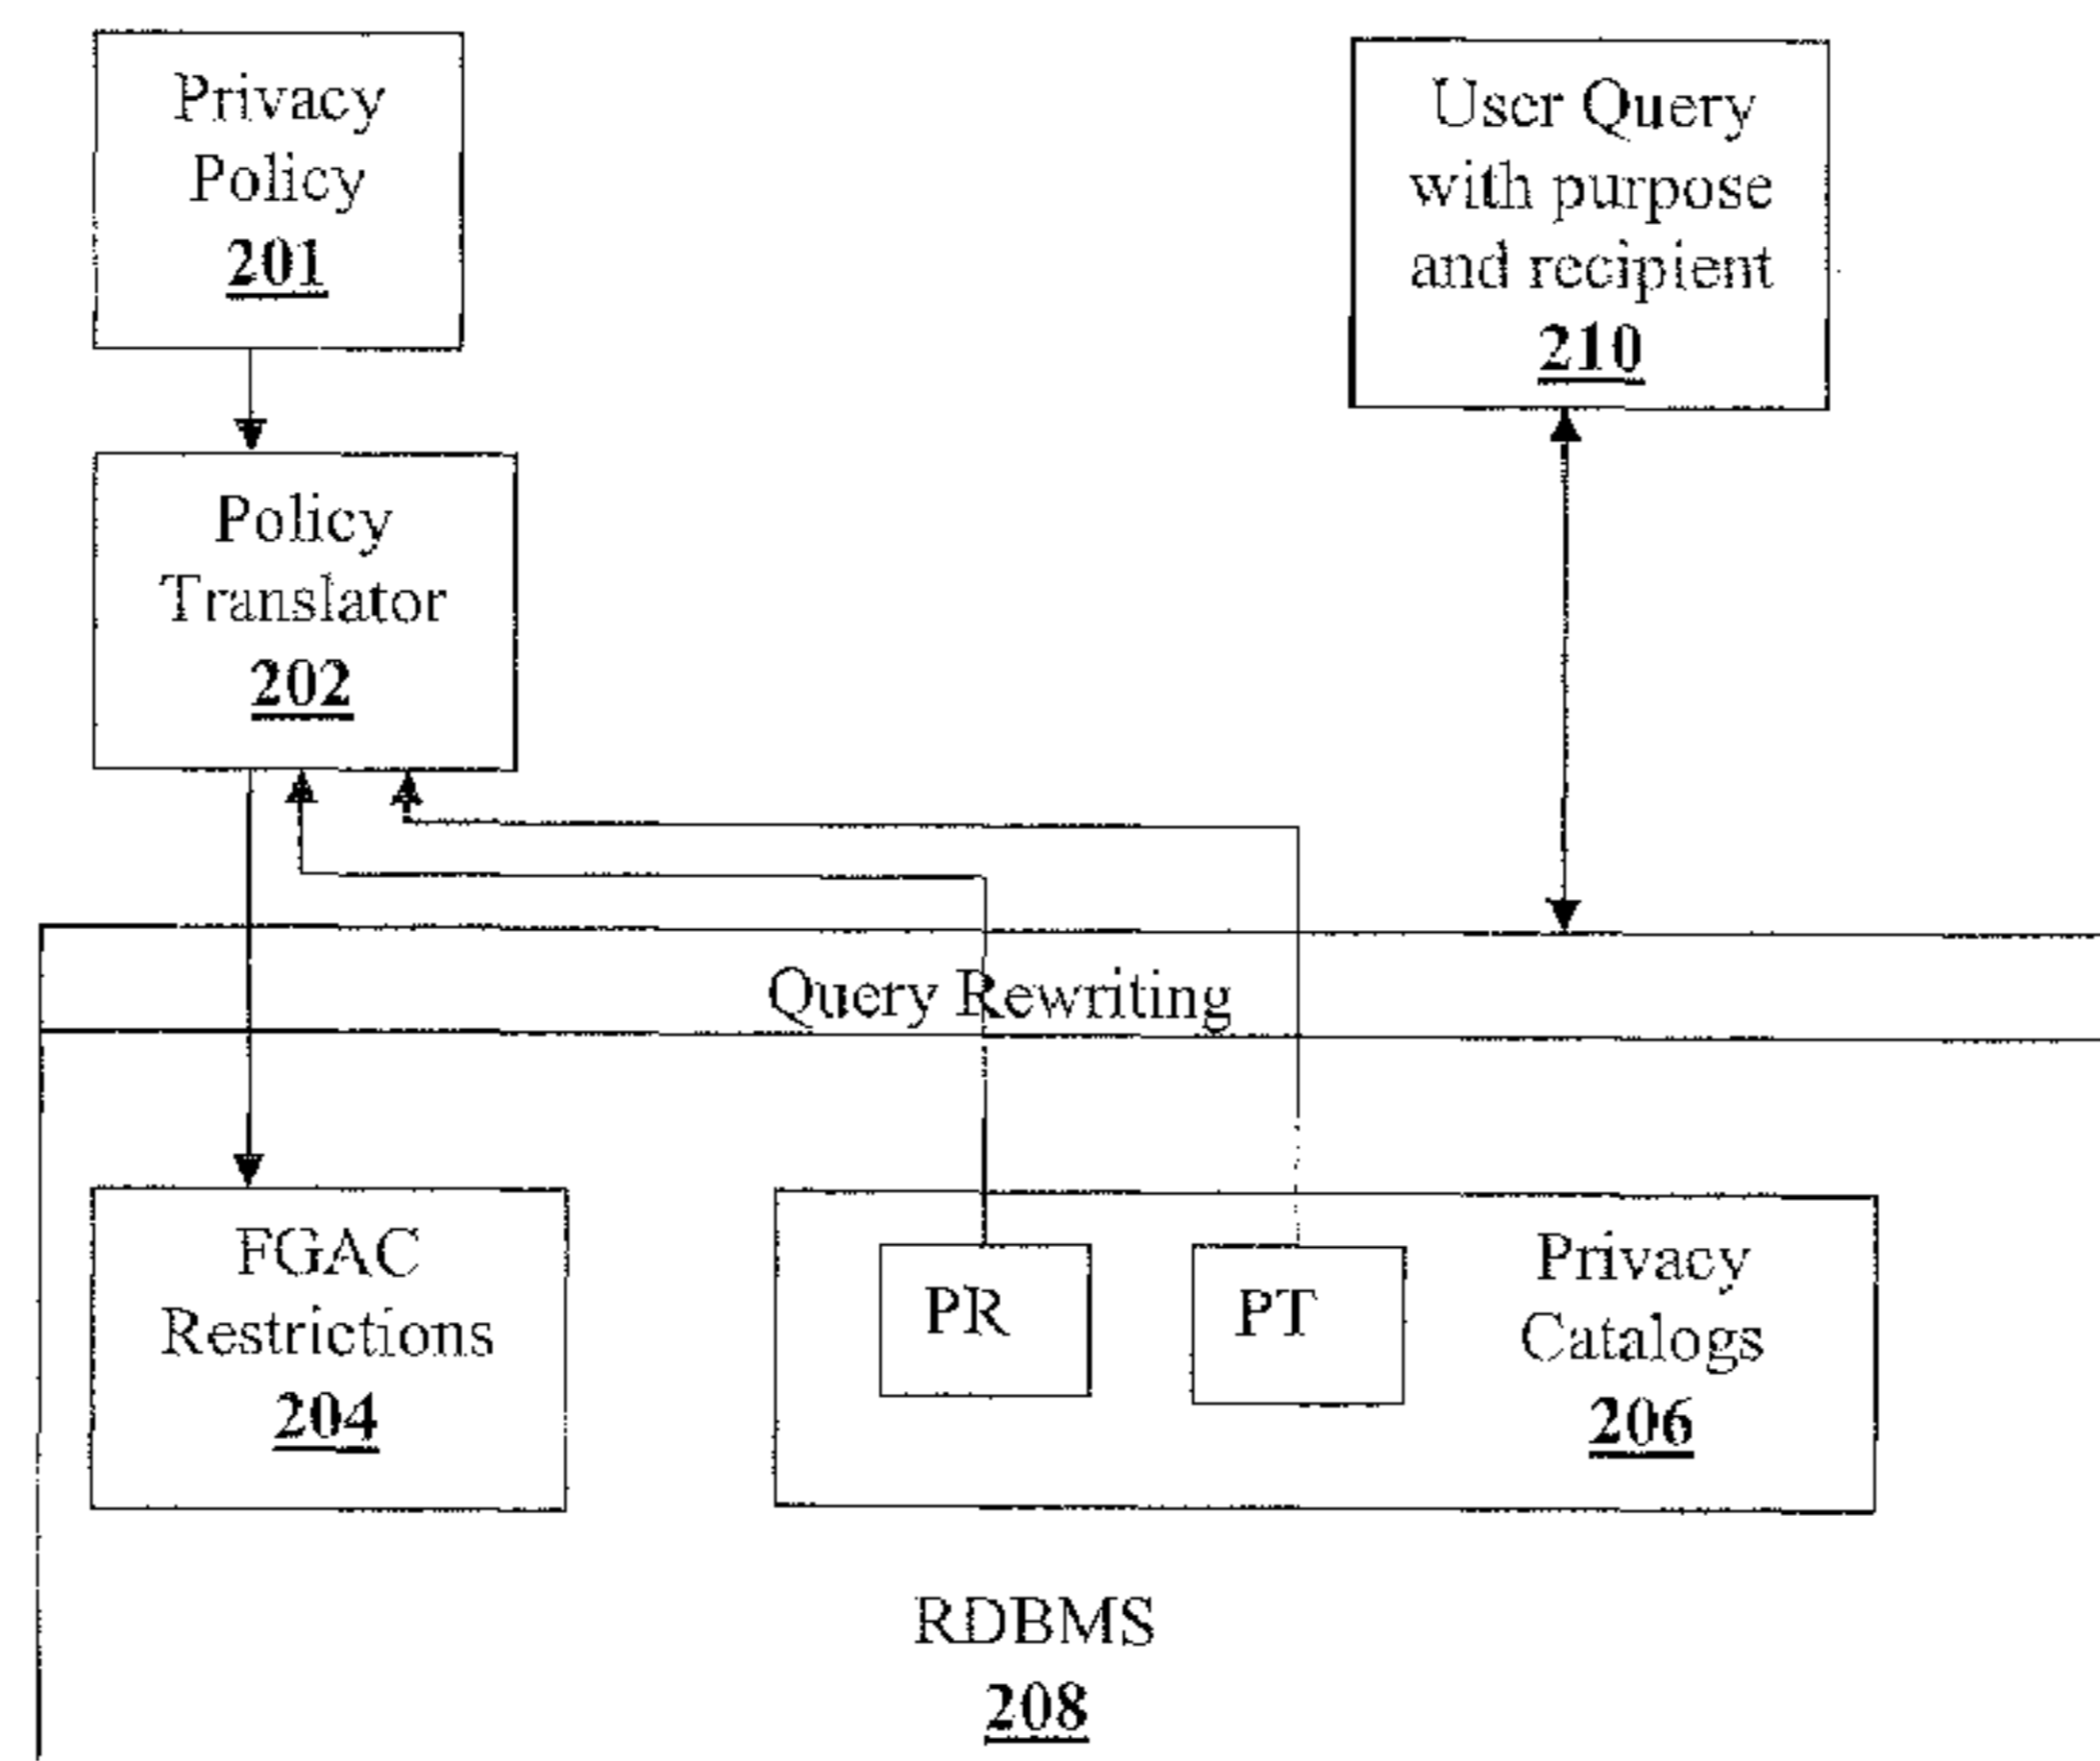 Privacy
Policy
201
User Query
with purpose
and recipient
210
Policy
Translator
202
Query Rewriting
FGAC
Restrictions
204
PR
PT
Privacy
Catalogs
206
RDBMS
208